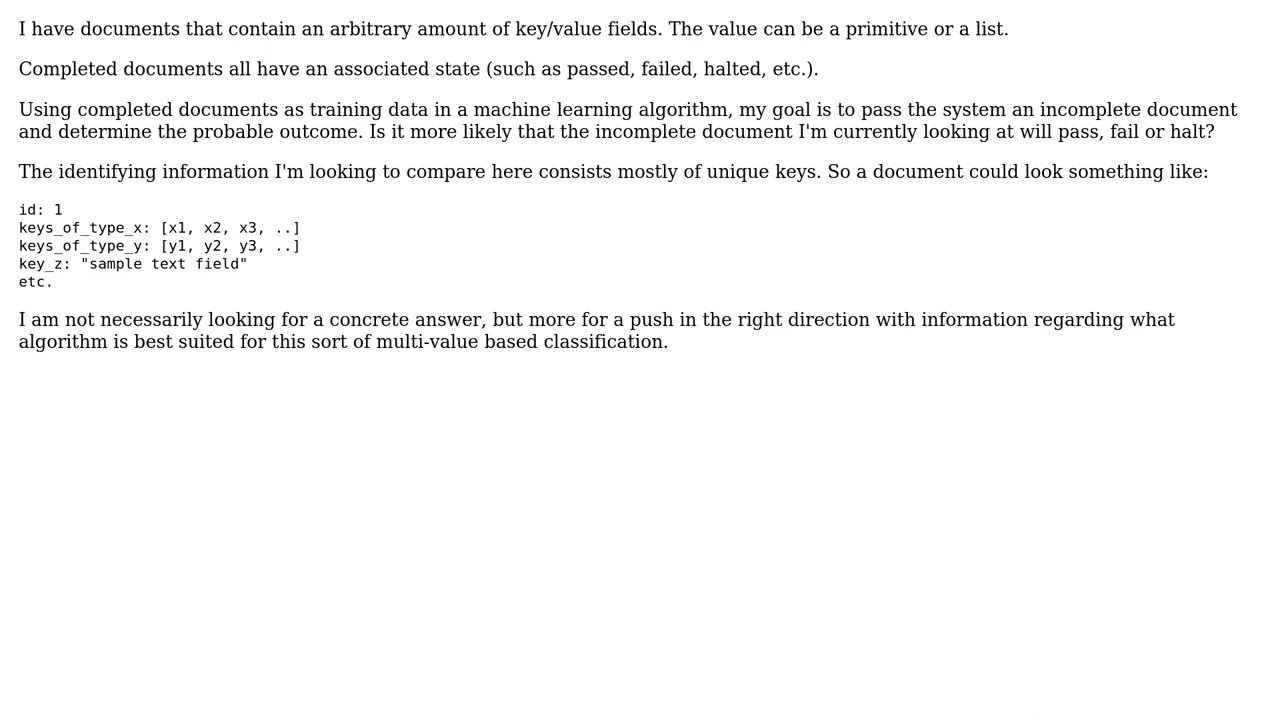 I have documents that contain an arbitrary amount of key/value fields. The value can be a primitive or a list.
Completed documents all have an associated state (such as passed, failed, halted, etc.).
Using completed documents as training data in a machine learning algorithm, my goal is to pass the system an incomplete document
and determine the probable outcome. Is it more likely that the incomplete document I'm currently looking at will pass, fail or halt?
The identifying information I'm looking to compare here consists mostly of unique keys. So a document could look something like:
id: 1
keys_of_type_x: [x1, x2, x3, ..]
keys_of_type_y: [y1, y2, y3, ..]
key_z: "sample text field"
etc.
I am not necessarily looking for a concrete answer, but more for a push in the right direction with information regarding what
algorithm is best suited for this sort of multi-value based classification.